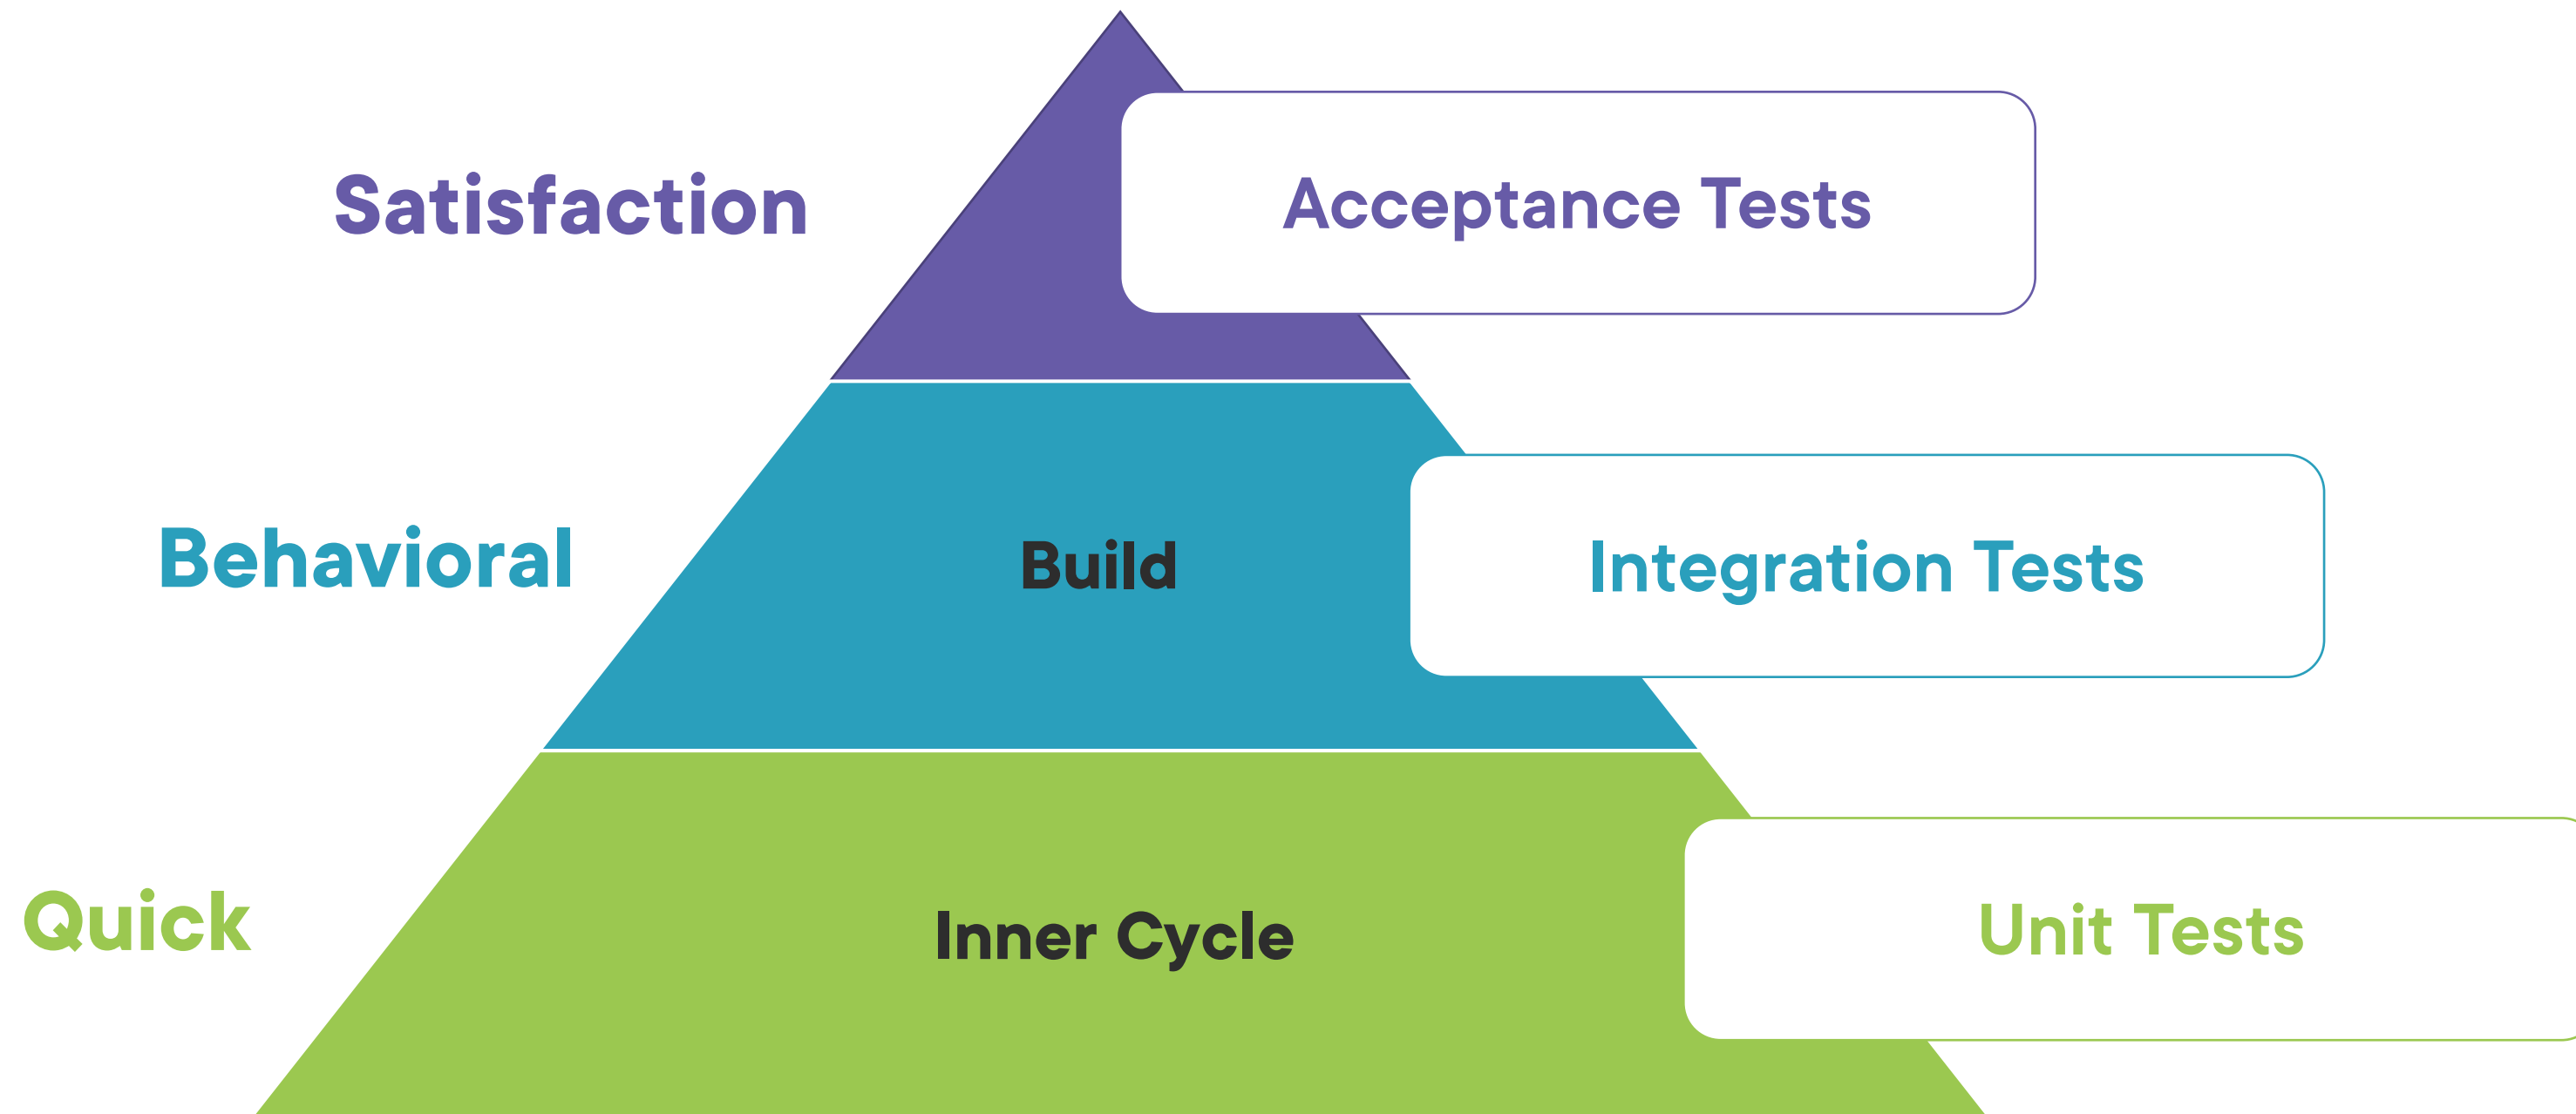 Satisfaction
Acceptance Tests
Behavioral
Build
Integration Tests
Quick
Inner Cycle
Unit Tests